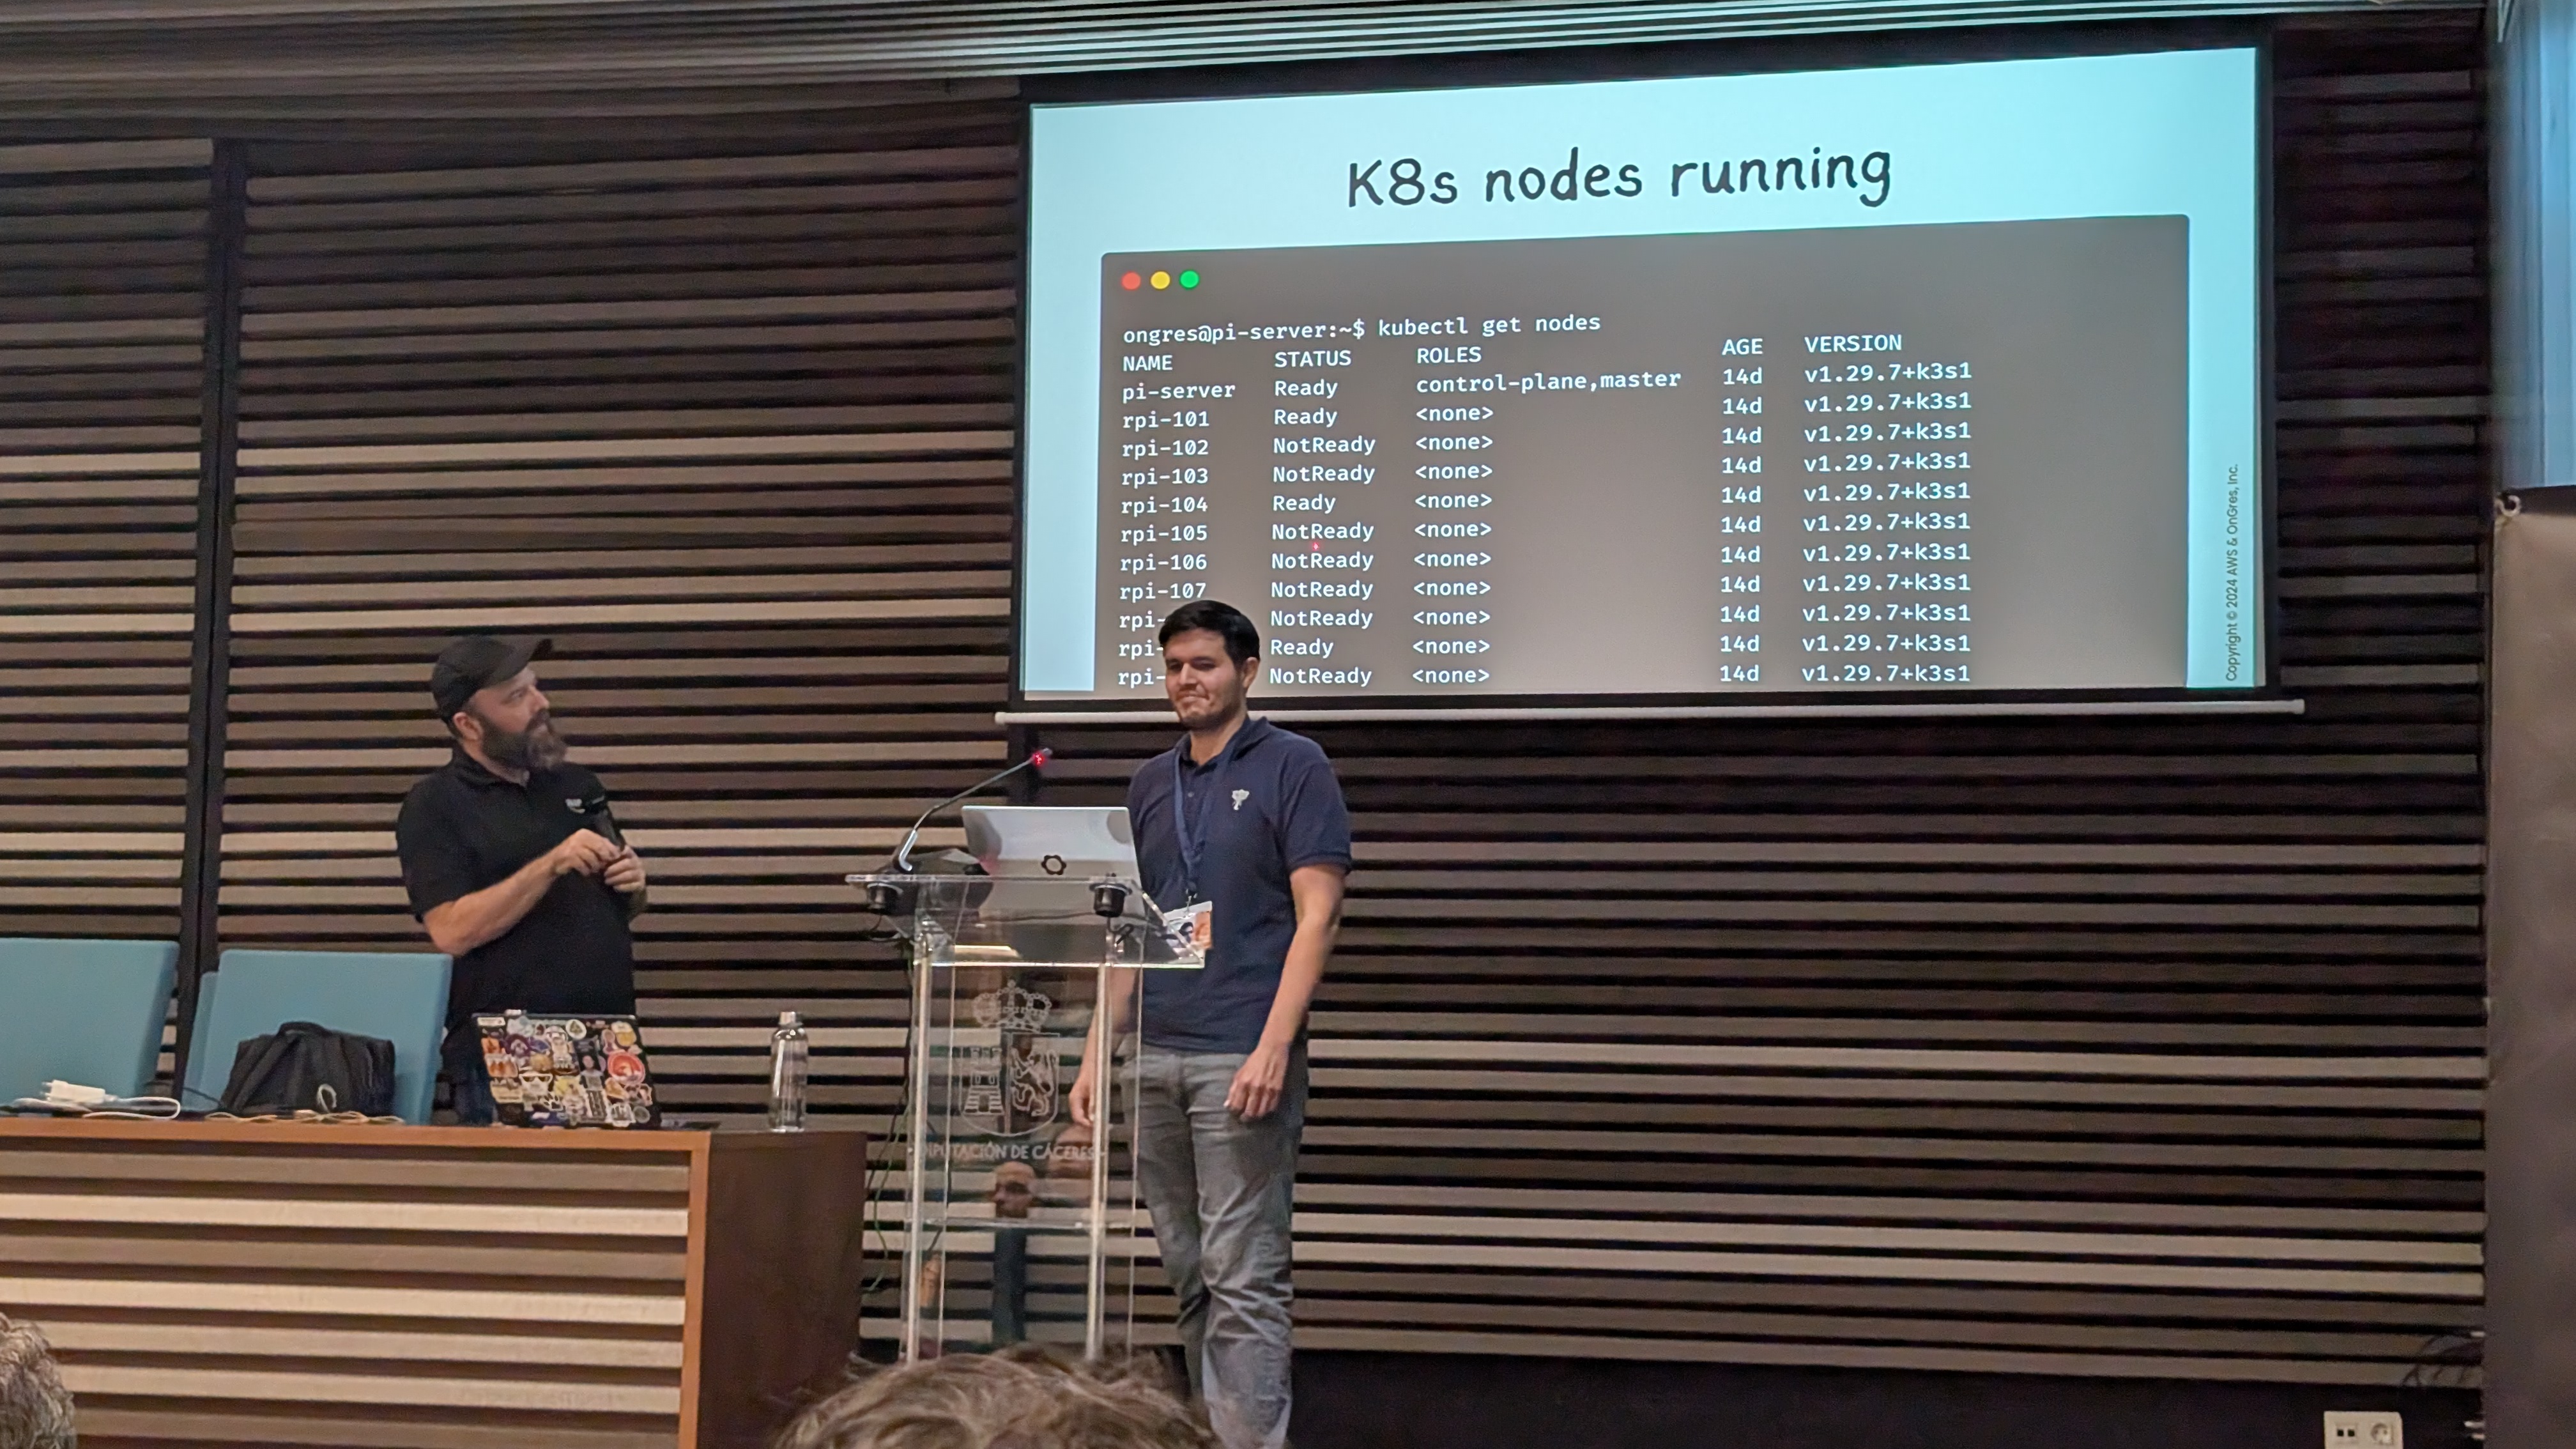 K8s nodes running
ongres@pi-server:~$ kubectl get nodes
NAME STATUS ROLES AGE VERSION
pi-server Ready control-plane,master 14d v1.29.7+k3s1
rpi-101 Ready <none> 14d v1.29.7+k3s1
rpi-102 NotReady <none> 14d v1.29.7+k3s1
rpi-103 NotReady <none> 14d v1.29.7+k3s1
rpi-104 Ready <none> 14d v1.29.7+k3s1
rpi-105 NotReady <none> 14d v1.29.7+k3s1
rpi-106 NotReady <none> 14d v1.29.7+k3s1
rpi-107 NotReady <none> 14d v1.29.7+k3s1
rpi- NotReady <none> 14d v1.29.7+k3s1
rpi- Ready <none> 14d v1.29.7+k3s1
rpi- NotReady <none> 14d v1.29.7+k3s1
Copyright © 2024 AWS & OnGres, Inc.
DIPUTACIÓN DE CÁCERES